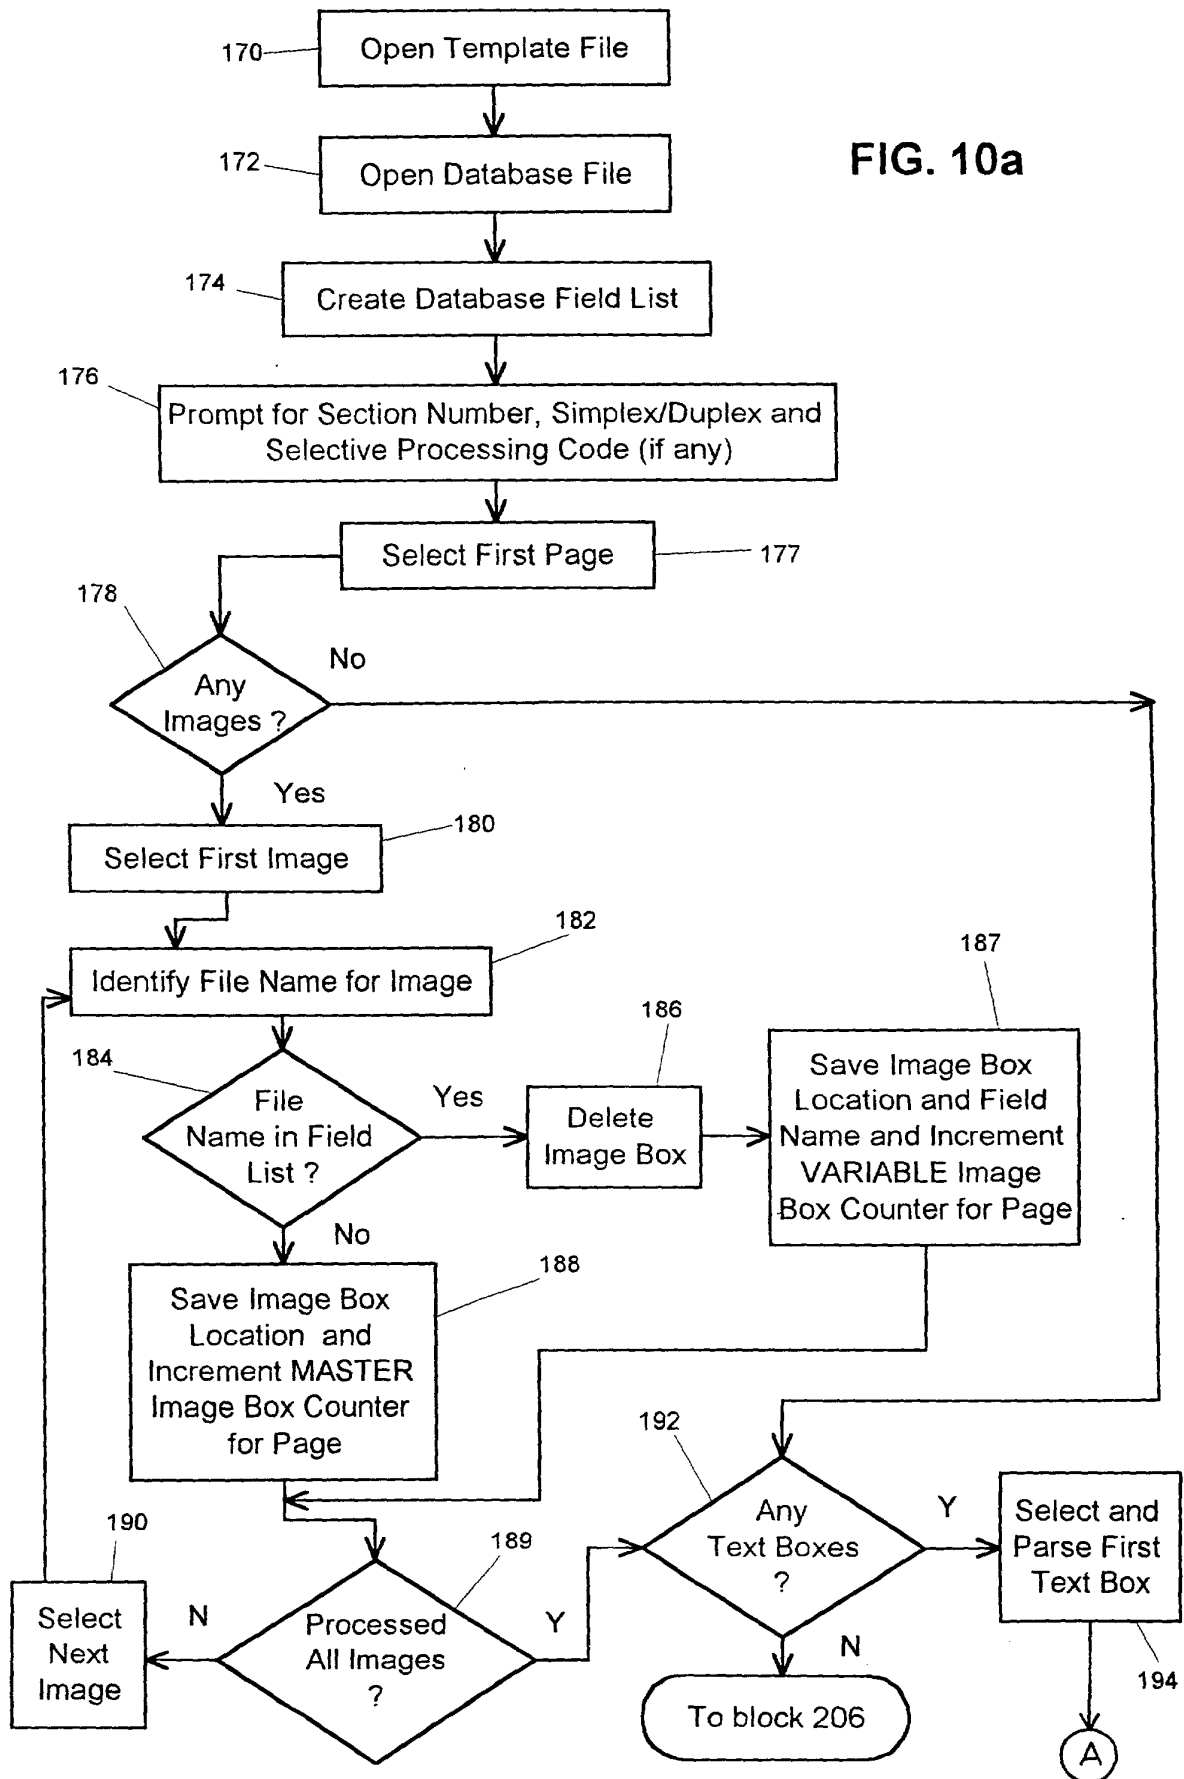 170
Open Template File
FIG. 10a
172
Open Database File
174
Create Database Field List
176
Prompt for Section Number, Simplex/Duplex and
Selective Processing Code (if any)
Select First Page
177
178
No
Any
Images ?
Yes
180
Select First Image
182
Identify File Name for Image
187
186
184
File
Name in Field
List ?
Yes
Delete
Image Box
Save Image Box
Location and Field
Name and Increment
VARIABLE Image
Box Counter for Page
No
188
Save Image Box
Location and
Increment MASTER
Image Box Counter
for Page
192
Any
Text Boxes
?
Y
Select and
Parse First
Text Box
190
189
Select
Next
Image
N
Processed
All Images
?
Y
N
194
To block 206
A